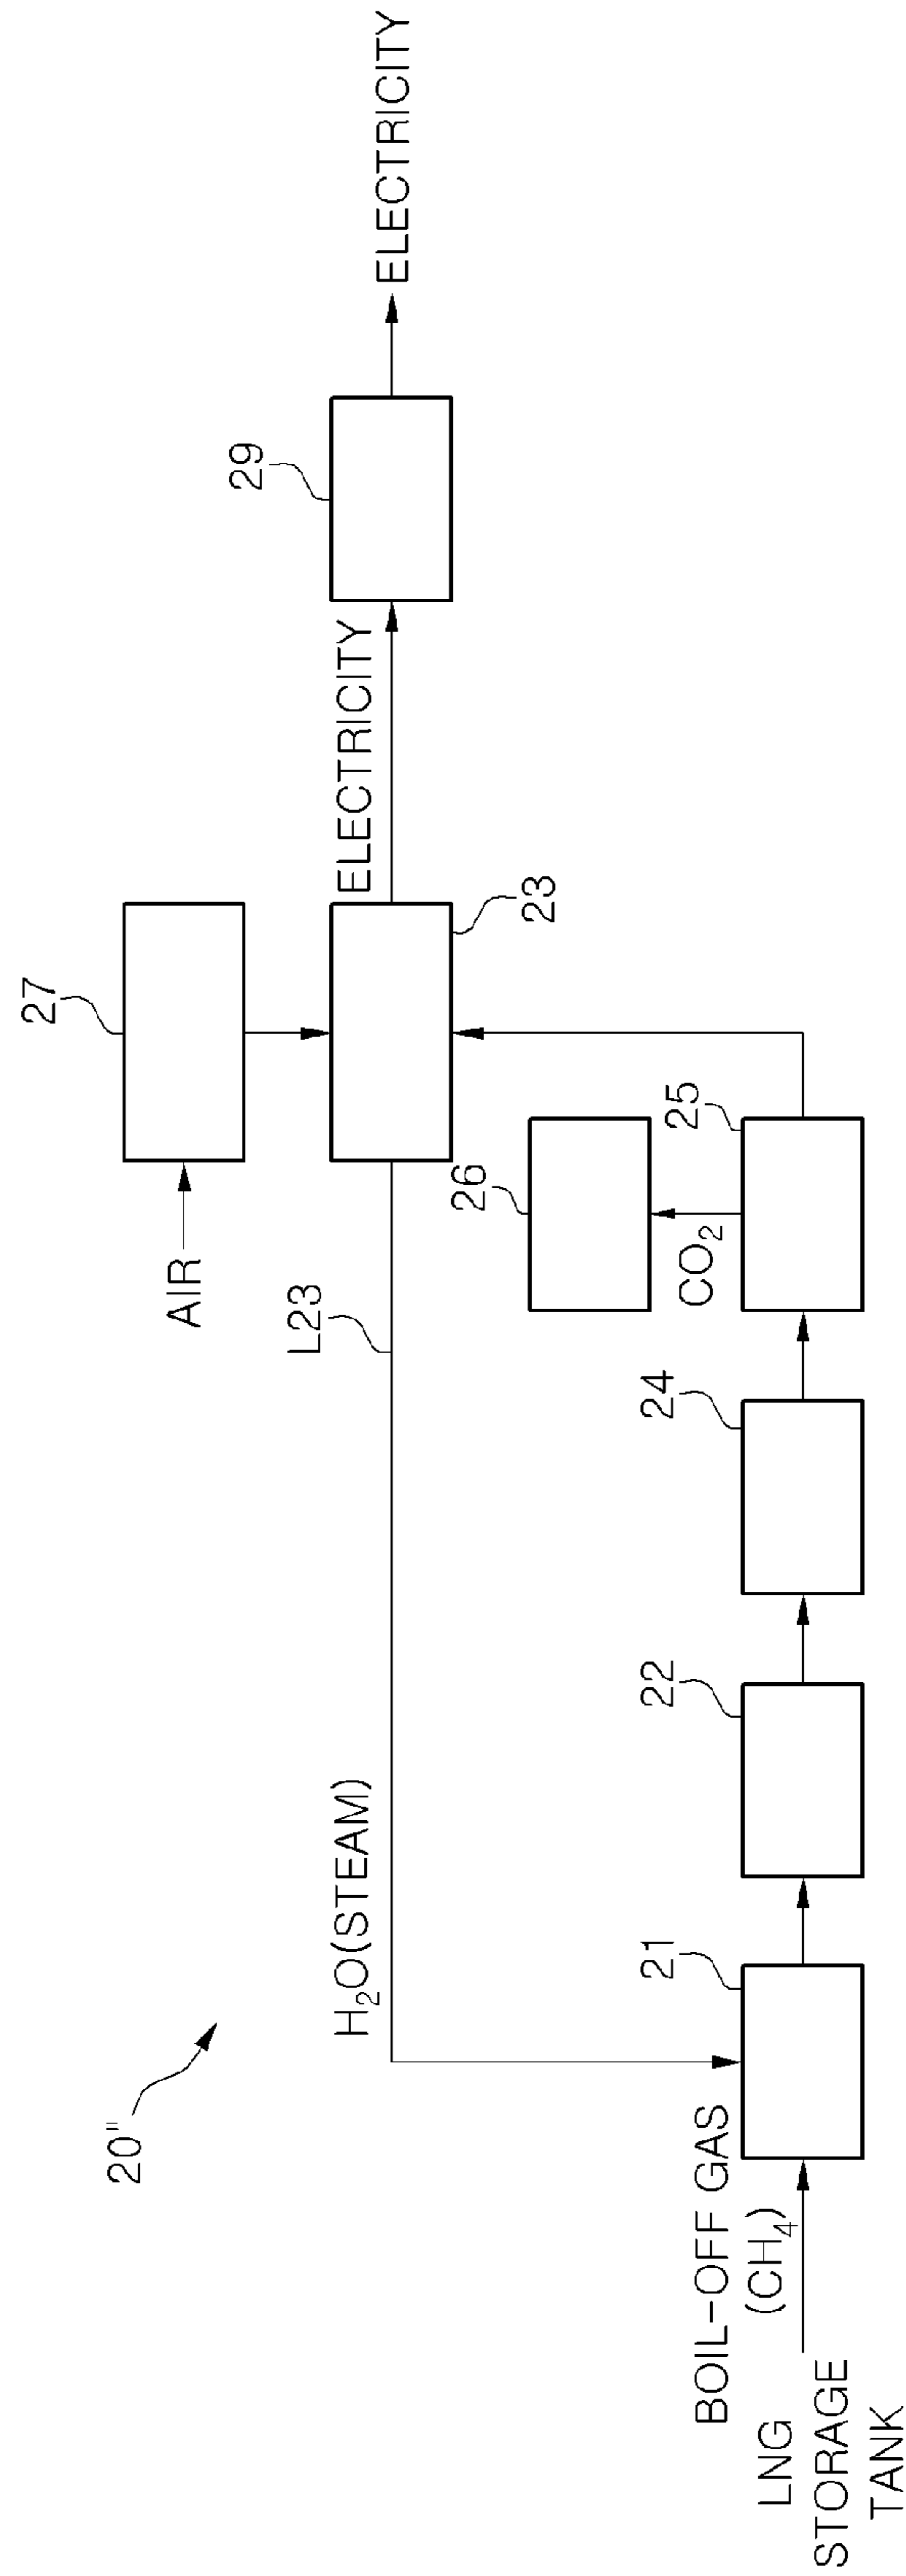 20"
27
AIR
L23
H₂O(STEAM)
ELECTRICITY
29
ELECTRICITY
23
26
CO₂
25
24
22
21
BOIL-OFF GAS
(CH₄)
LNG
STORAGE
TANK